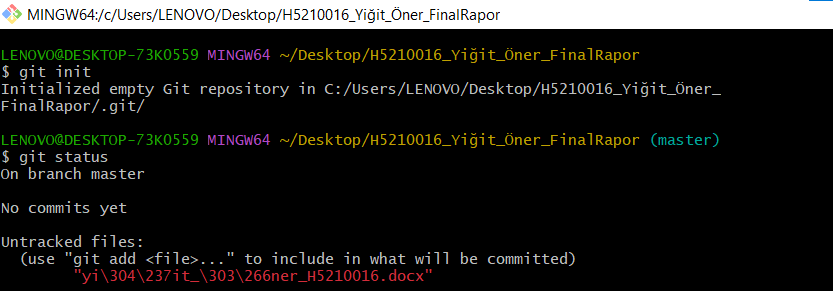 MINGW64:/c/Users/LENOVO/Desktop/H5210016_Yiğit_Öner_FinalRapor
LENOVO@DESKTOP-73K0559 MINGW64 ~/Desktop/H5210016_Yiğit_Öner_FinalRapor
$ git init
Initialized empty Git repository in C:/Users/LENOVO/Desktop/H5210016_Yiğit_Öner_
FinalRapor/.git/
LENOVO@DESKTOP-73K0559 MINGW64 ~/Desktop/H5210016_Yiğit_Öner_FinalRapor (master)
$ git status
On branch master
No commits yet
Untracked files:
(use "git add <file>..." to include in what will be committed)
"yi\304\237it_\303\266ner_H5210016.docx"